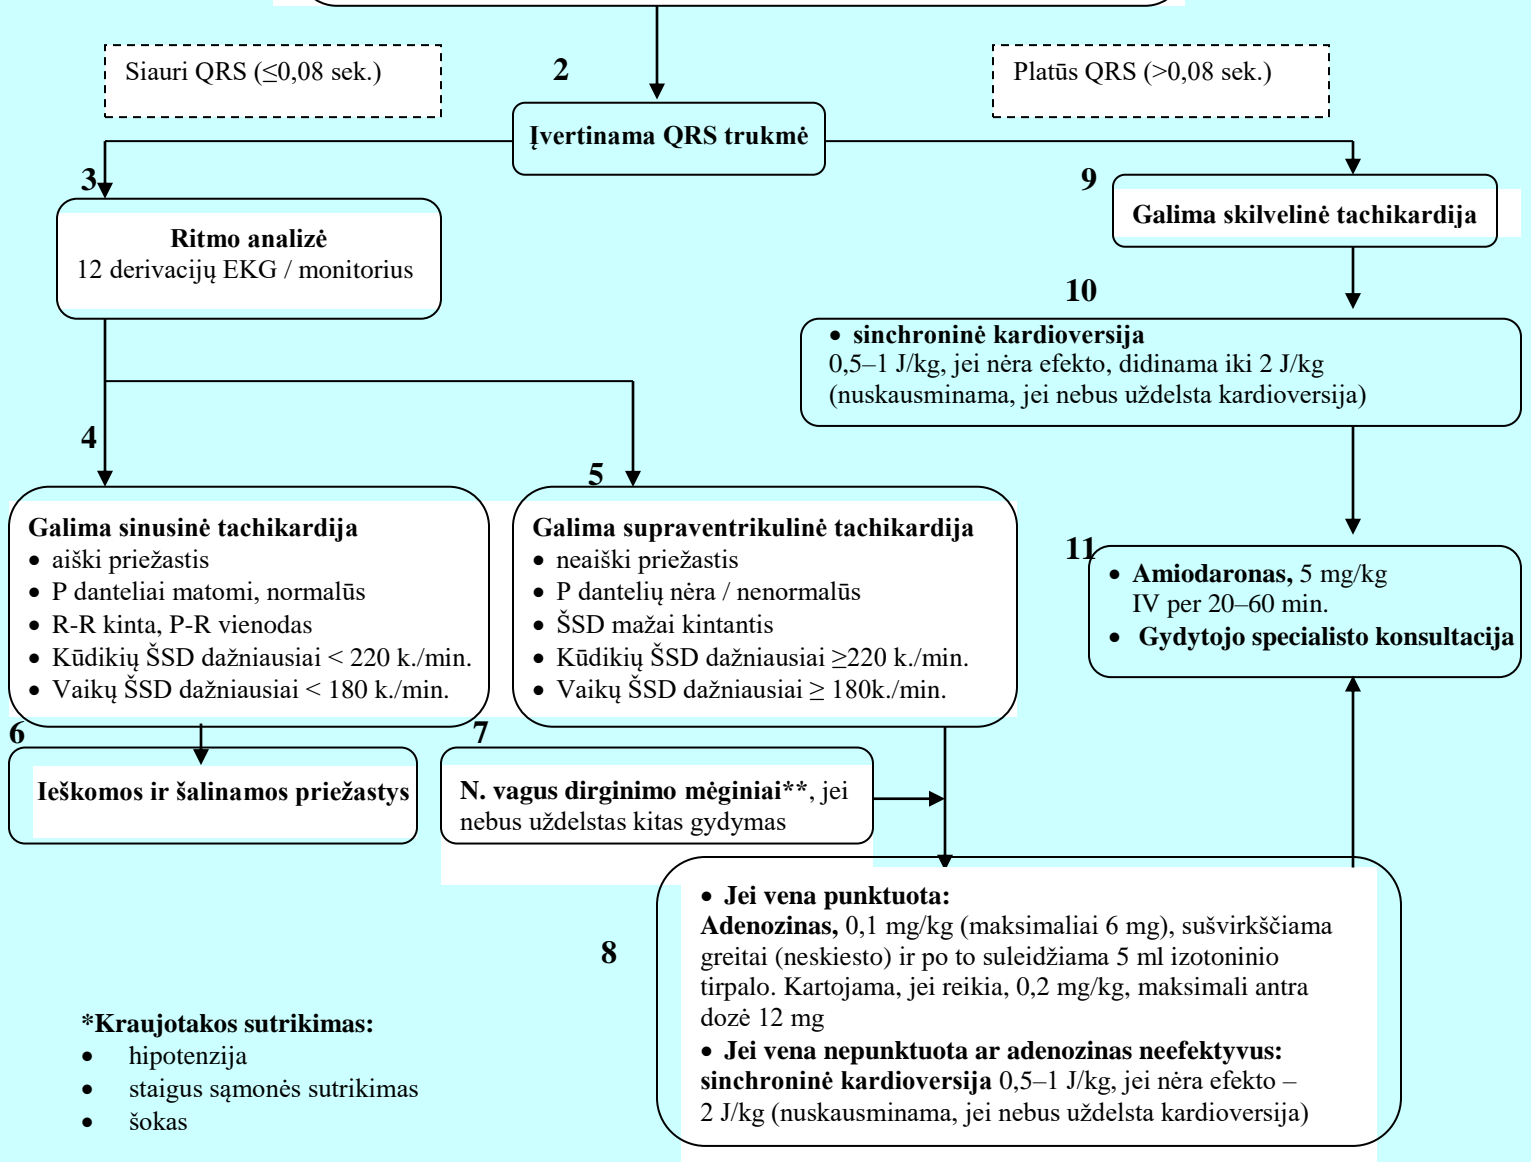 Siauri QRS (≤0,08 sek.)
2
Platūs QRS (>0,08 sek.)
Įvertinama QRS trukmė
3
Ritmo analizė
12 derivacijų EKG / monitorius
9
Galima skilvelinė tachikardija
10
• sinchroninė kardioversija
0,5–1 J/kg, jei nėra efekto, didinama iki 2 J/kg
(nuskausminama, jei nebus uždelsta kardioversija)
4
Galima sinusinė tachikardija
• aiški priežastis
• P danteliai matomi, normalūs
• R-R kinta, P-R vienodas
• Kūdikių ŠSD dažniausiai < 220 k./min.
• Vaikų ŠSD dažniausiai < 180 k./min.
5
Galima supraventrikulinė tachikardija
• neaiški priežastis
• P dantelių nėra / nenormalūs
• ŠSD mažai kintantis
• Kūdikių ŠSD dažniausiai ≥220 k./min.
• Vaikų ŠSD dažniausiai ≥ 180k./min.
11
• Amiodaronas, 5 mg/kg
IV per 20–60 min.
• Gydytojo specialisto konsultacija
6
Ieškomos ir šalinamos priežastys
7
N. vagus dirginimo mėginiai**, jei
nebus uždelstas kitas gydymas
8
• Jei vena punktuota:
Adenozinas, 0,1 mg/kg (maksimaliai 6 mg), sušvirkščiama
greitai (neskiesto) ir po to suleidžiama 5 ml izotoninio
tirpalo. Kartojama, jei reikia, 0,2 mg/kg, maksimali antra
dozė 12 mg
• Jei vena nepunktuota ar adenozinas neefektyvus:
sinchroninė kardioversija 0,5–1 J/kg, jei nėra efekto –
2 J/kg (nuskausminama, jei nebus uždelsta kardioversija)
*Kraujotakos sutrikimas:
• hipotenzija
• staigus sąmonės sutrikimas
• šokas